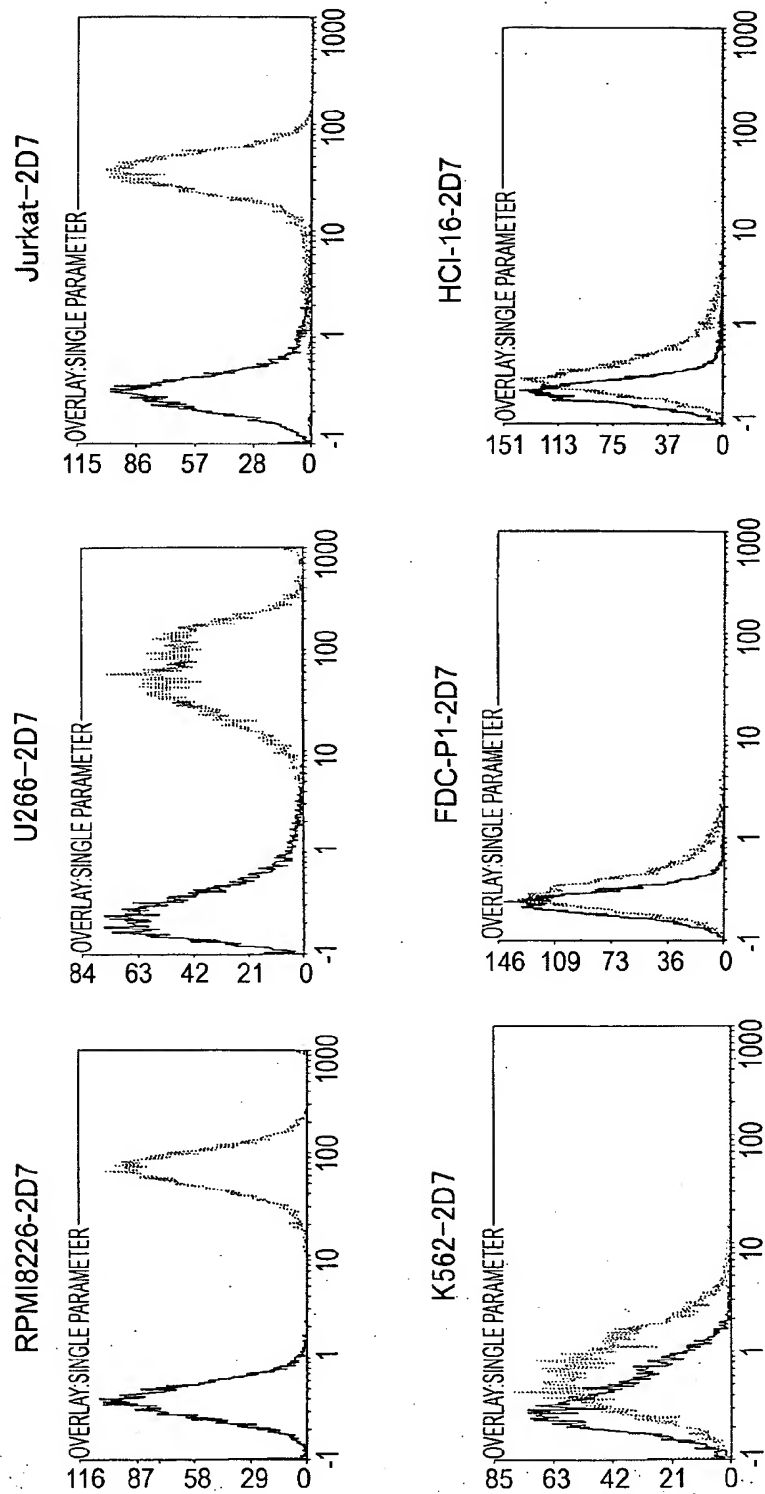 RPMI8226-2D7
OVERLAY:SINGLE PARAMETER
116
87
58
29
0
-1 1 10 100 1000
U266-2D7
OVERLAY:SINGLE PARAMETER
84
63
42
21
0
-1 1 10 100 1000
Jurkat-2D7
OVERLAY:SINGLE PARAMETER
115
86
57
28
0
-1 1 10 100 1000
K562-2D7
OVERLAY:SINGLE PARAMETER
85
63
42
21
0
-1 1 10 100 1000
FDC-P1-2D7
OVERLAY:SINGLE PARAMETER
146
109
73
36
0
-1 1 10 100 1000
HCI-16-2D7
OVERLAY:SINGLE PARAMETER
151
113
75
37
0
-1 1 10 100 1000